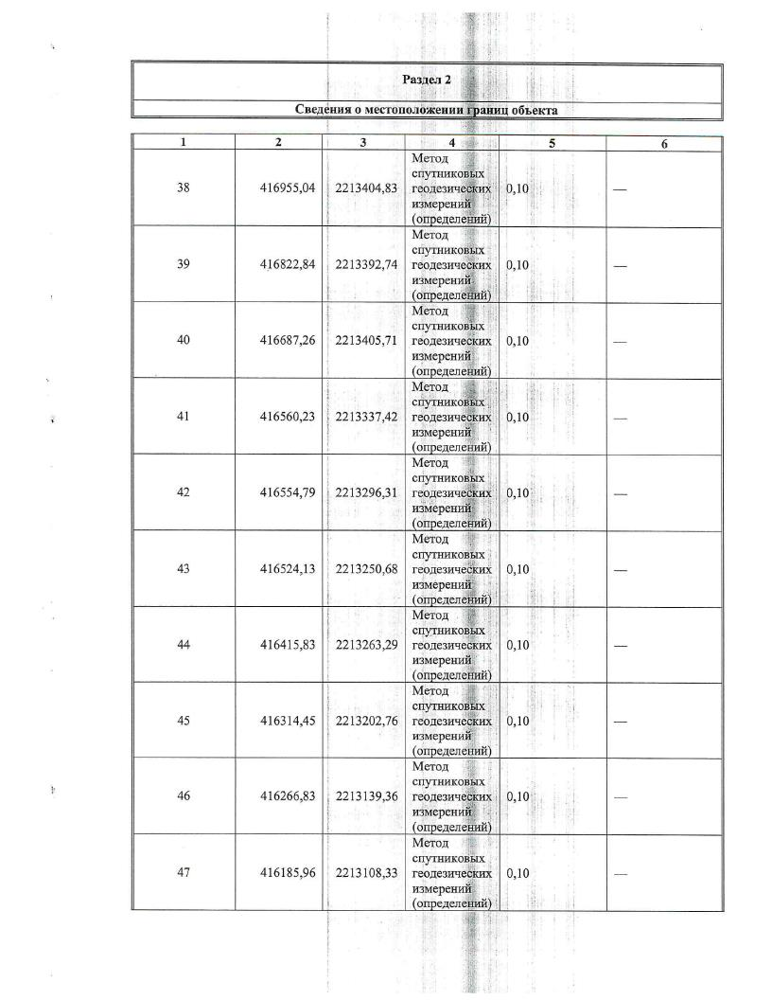 Раздел 2
Сведения о местоположении границ объекта
1 2 3 4 5 6
38 416955,04 2213404,83 Метод спутниковых геодезических измерений (определений) 0,10 —
39 416822,84 2213392,74 Метод спутниковых геодезических измерений (определений) 0,10 —
40 416687,26 2213405,71 Метод спутниковых геодезических измерений (определений) 0,10 —
41 416560,23 2213337,42 Метод спутниковых геодезических измерений (определений) 0,10 —
42 416554,79 2213296,31 Метод спутниковых геодезических измерений (определений) 0,10 —
43 416524,13 2213250,68 Метод спутниковых геодезических измерений (определений) 0,10 —
44 416415,83 2213263,29 Метод спутниковых геодезических измерений (определений) 0,10 —
45 416314,45 2213202,76 Метод спутниковых геодезических измерений (определений) 0,10 —
46 416266,83 2213139,36 Метод спутниковых геодезических измерений (определений) 0,10 —
47 416185,96 2213108,33 Метод спутниковых геодезических измерений (определений) 0,10 —